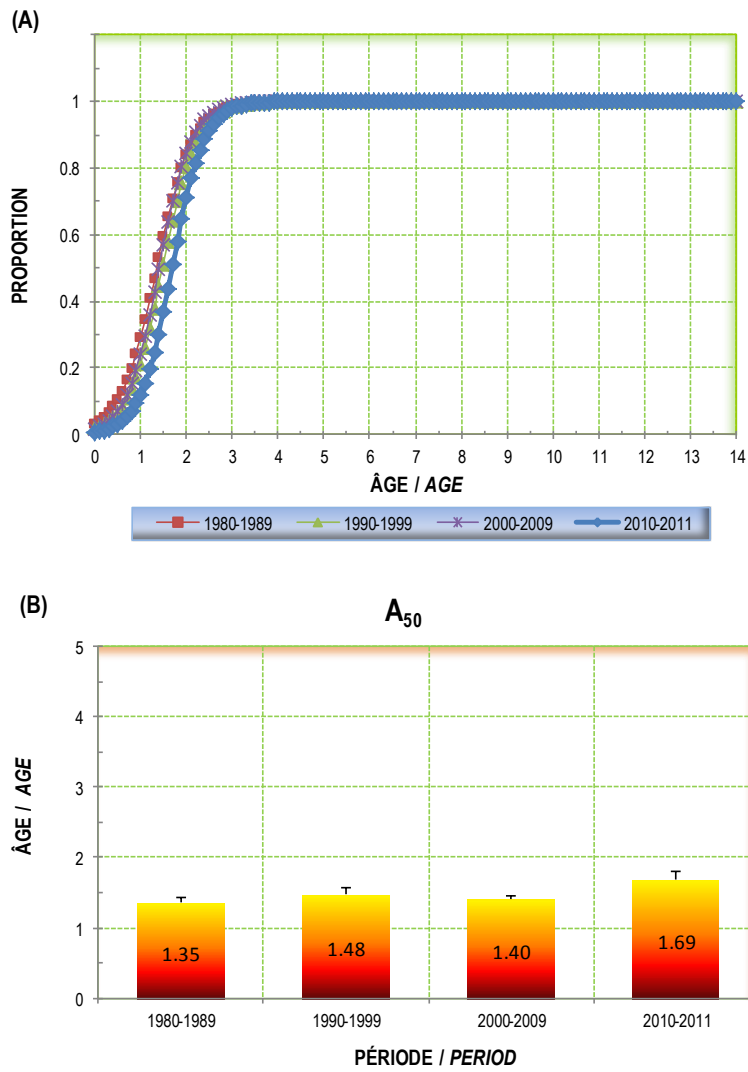 (A)
PROPORTION
1
0.8
0.6
0.4
0.2
0
0 1 2 3 4 5 6 7 8 9 10 11 12 13 14
ÂGE / AGE
1980-1989 1990-1999 2000-2009 2010-2011
(B)
A50
ÂGE / AGE
5
4
3
2
1
0
1.35 1.48 1.40 1.69
1980-1989 1990-1999 2000-2009 2010-2011
PÉRIODE / PERIOD